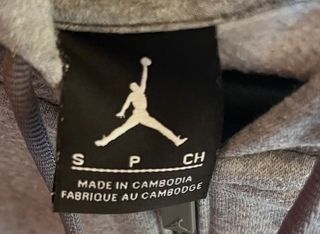 S P CH
MADE IN CAMBODIA
FABRIQUE AU CAMBODGE